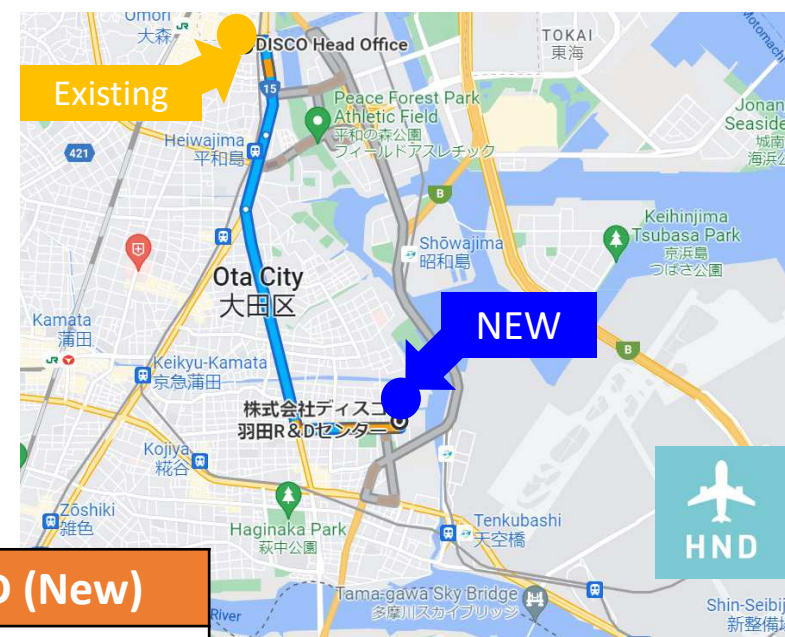 Omori
大森
DISCO Head Office
TOKAI
東海
Existing
15
Peace Forest Park
Athletic Field
平和の森公園
フィールドアスレチック
Jonan
Seaside
城南
海浜公
Heiwajima
平和島
421
B
Keihinjima
Tsubasa Park
京浜島
つばさ公園
Shōwajima
昭和島
Ota City
大田区
NEW
Kamata
蒲田
JR
B
Keikyu-Kamata
京急蒲田
株式会社ディスコ
羽田R&Dセンター
Kojiya
糀谷
Zōshiki
雑色
Haginaka Park
萩中公園
Tenkubashi
天空橋
HND
D (New)
River
Tama-gawa Sky Bridge
多摩川スカイブリッジ
Shin-Seibij
新整備場